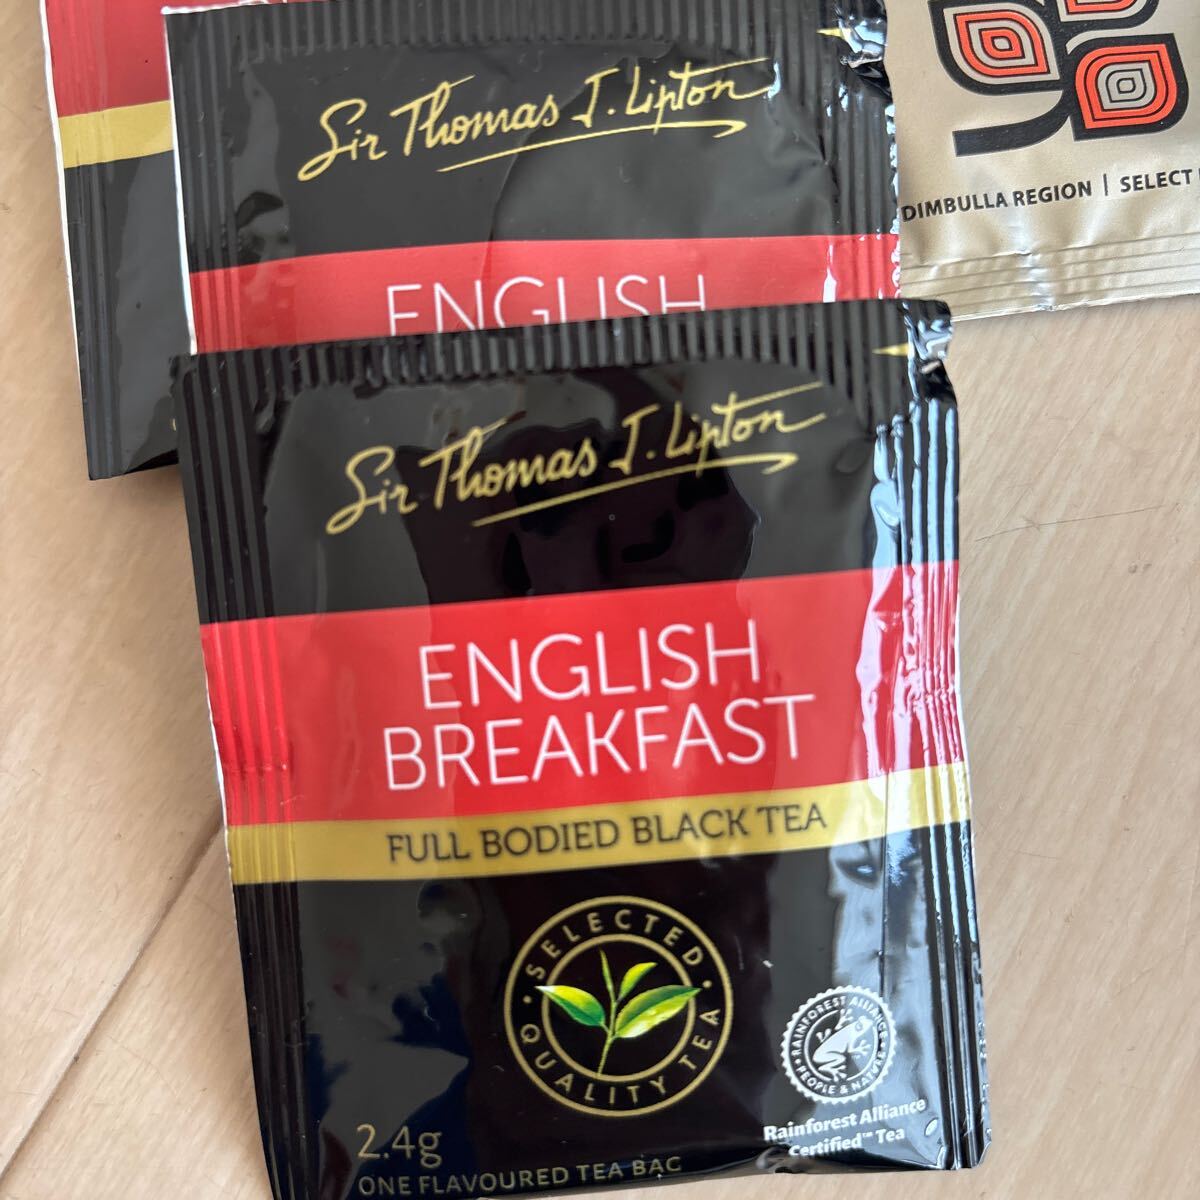 Sir Thomas J. Lipton
ENGLISH
DIMBULLA REGION | SELECT
Sir Thomas J. Lipton
ENGLISH
BREAKFAST
FULL BODIED BLACK TEA
SELECTED
QUALITY TEA
RAINFOREST ALLIANCE
PEOPLE & NATURE
Rainforest Alliance
Certified™ Tea
2.4g
ONE FLAVOURED TEA BAG